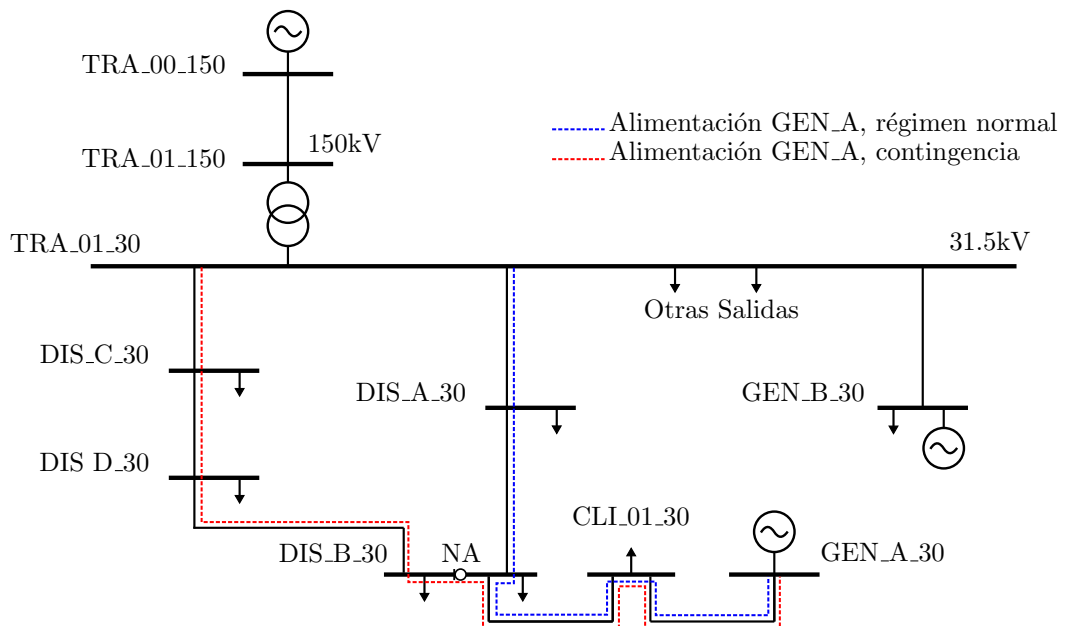 TRA_00_150
150kV
TRA_01_150
Alimentación GEN_A, régimen normal
Alimentación GEN_A, contingencia
TRA_01_30
31.5kV
Otras Salidas
DIS_C_30
DIS_A_30
GEN_B_30
DIS D_30
CLI_01_30
DIS_B_30
NA
GEN_A_30